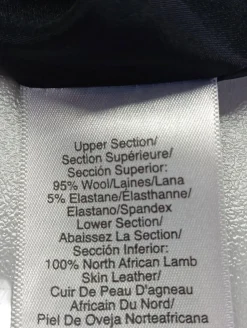 Upper Section/
Section Supérieure/
Sección Superior:
95% Wool/Laines/Lana
5% Elastane/Élasthanne/
Elastano/Spandex
Lower Section/
Abaissez La Section/
Sección Inferior:
100% North African Lamb
Skin Leather/
Cuir De Peau D'agneau
Africain Du Nord/
Piel De Oveja Norteafricana